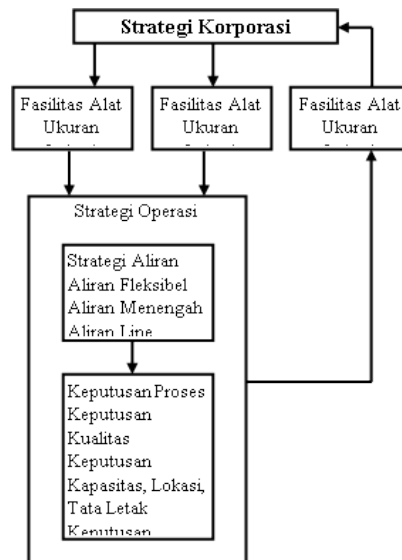 Strategi Korporasi
Fasilitas Alat
Ukuran
Fasilitas Alat
Ukuran
Fasilitas Alat
Ukuran
Strategi Operasi
Strategi Aliran
Aliran Fleksibel
Aliran Menengah
Aliran Line
Keputusan Proses
Keputusan
Kualitas
Keputusan
Kapasitas, Lokasi,
Tata Letak
Keputusan